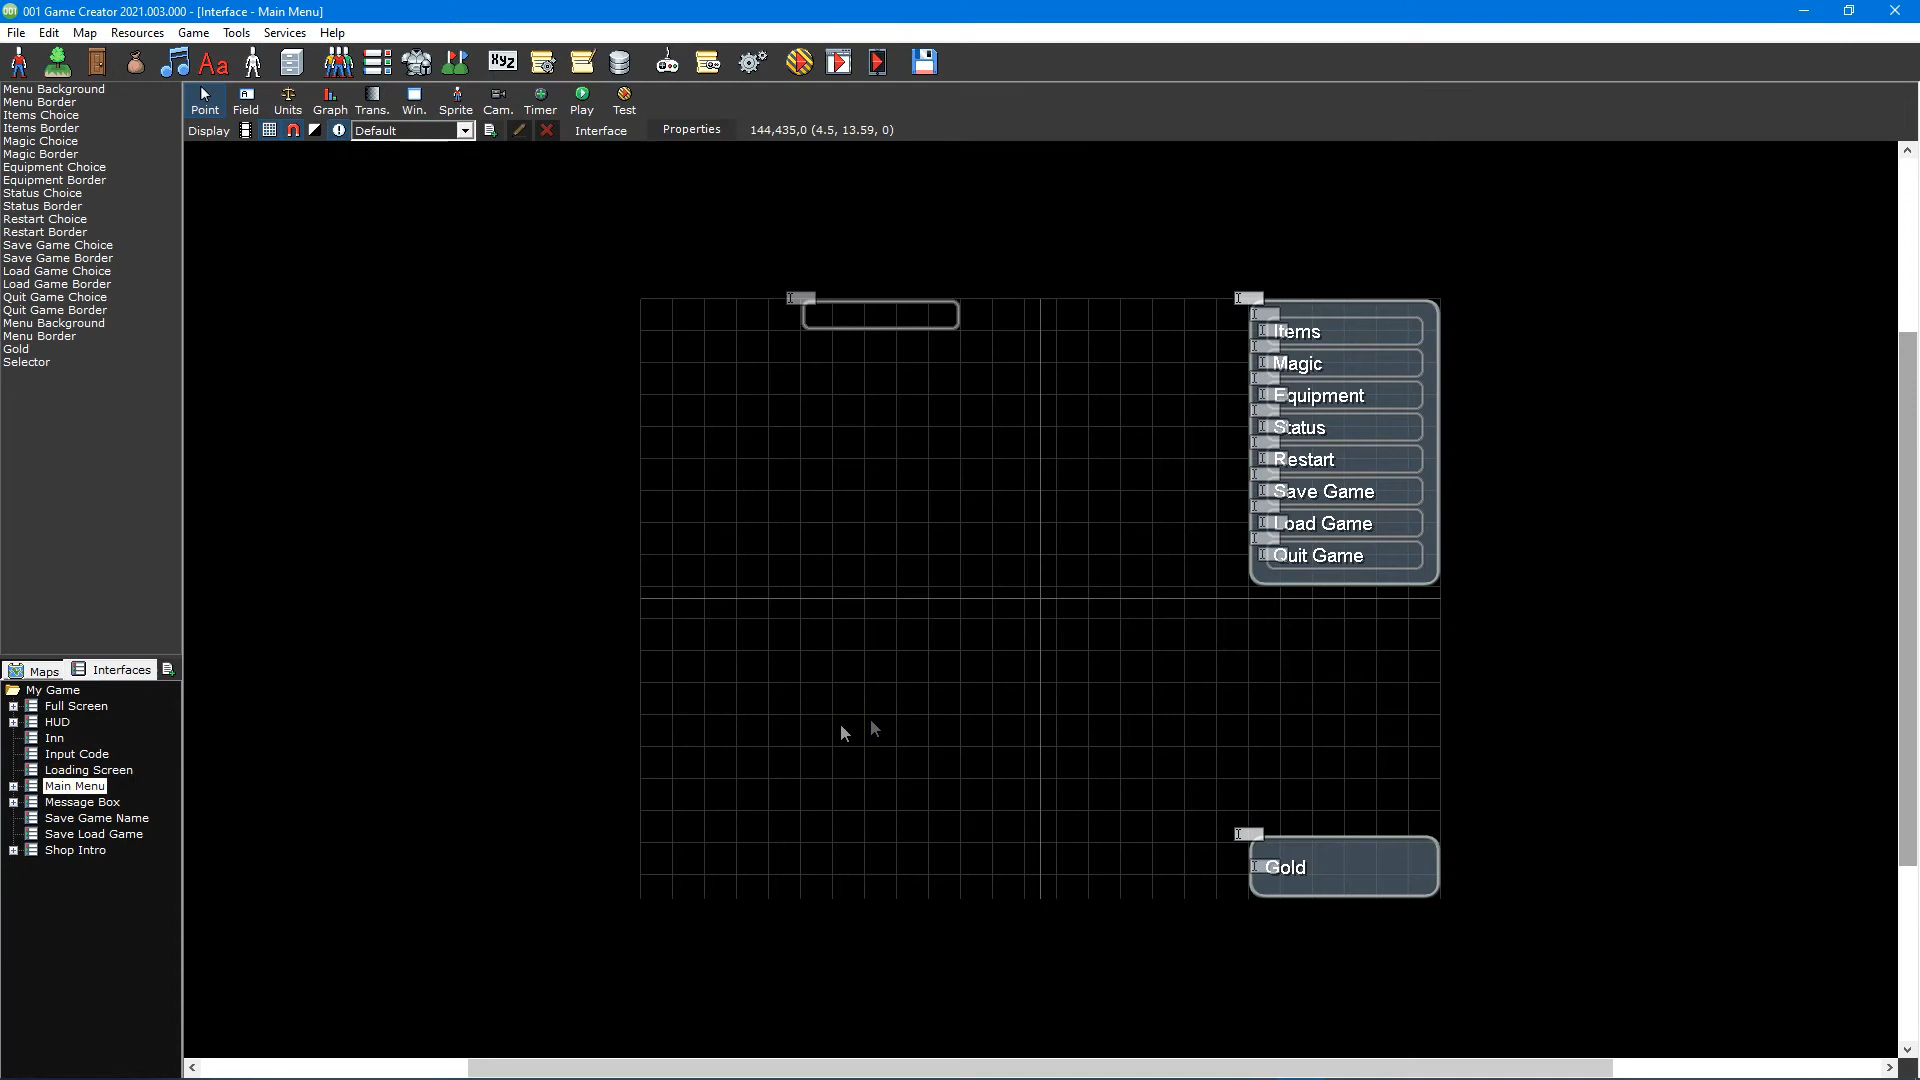 001 Game Creator 2021.003.000 - [Interface - Main Menu]
File Edit Map Resources Game Tools Services Help
Aa
Xyz
Point Field Units Graph Trans. Win. Sprite Cam. Timer Play Test
Display Default Interface Properties 144,435,0 (4.5, 13.59, 0)
Menu Background
Menu Border
Items Choice
Items Border
Magic Choice
Magic Border
Equipment Choice
Equipment Border
Status Choice
Status Border
Restart Choice
Restart Border
Save Game Choice
Save Game Border
Load Game Choice
Load Game Border
Quit Game Choice
Quit Game Border
Menu Background
Menu Border
Gold
Selector
Items
Magic
Equipment
Status
Restart
Save Game
Load Game
Quit Game
Gold
Maps Interfaces
My Game
Full Screen
HUD
Inn
Input Code
Loading Screen
Main Menu
Message Box
Save Game Name
Save Load Game
Shop Intro